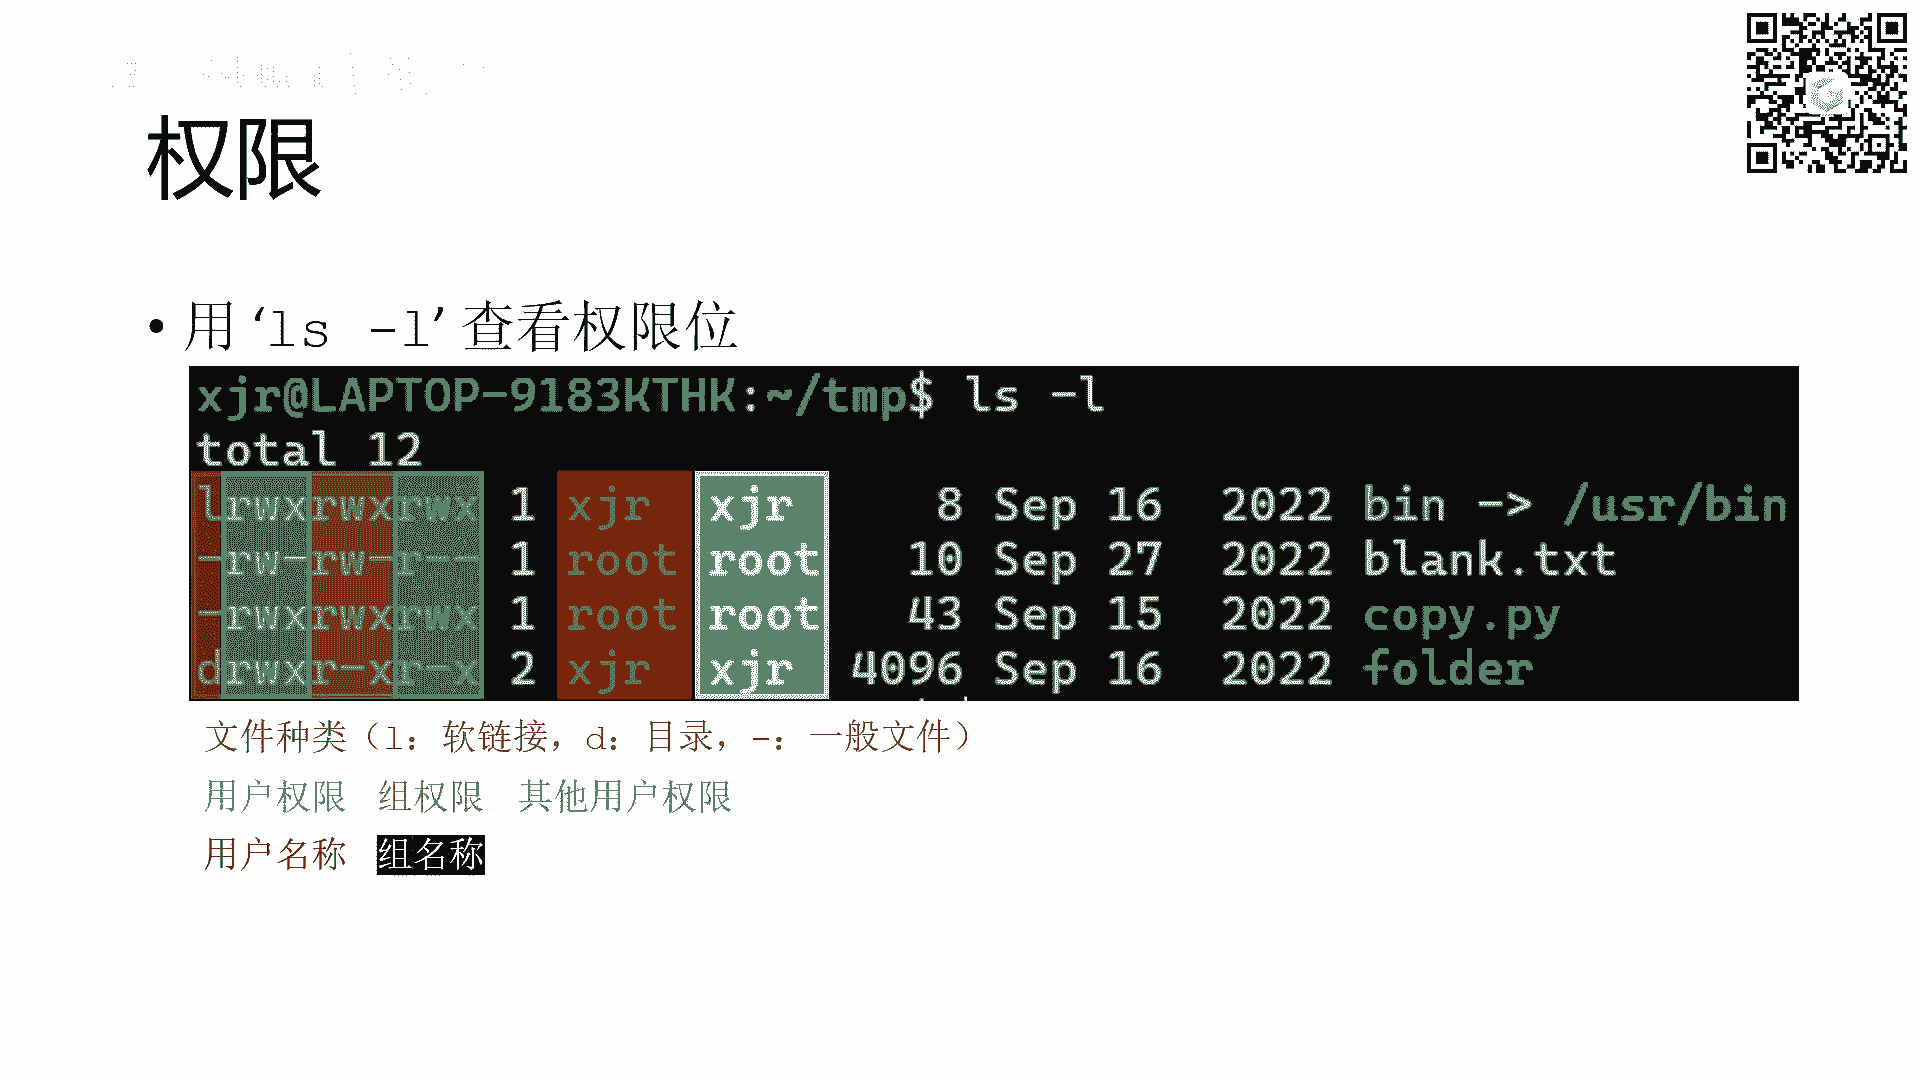 权限
• 用 ‘ls -l’ 查看权限位
xjr@LAPTOP-9183KTHK:~/tmp$ ls -l
total 12
lrwxrwxrwx 1 xjr xjr 8 Sep 16 2022 bin -> /usr/bin
-rw-rw-r-- 1 root root 10 Sep 27 2022 blank.txt
-rwxrwxrwx 1 root root 43 Sep 15 2022 copy.py
drwxr-xr-x 2 xjr xjr 4096 Sep 16 2022 folder
文件种类（l：软链接，d：目录，-：一般文件）
用户权限 组权限 其他用户权限
用户名称 组名称